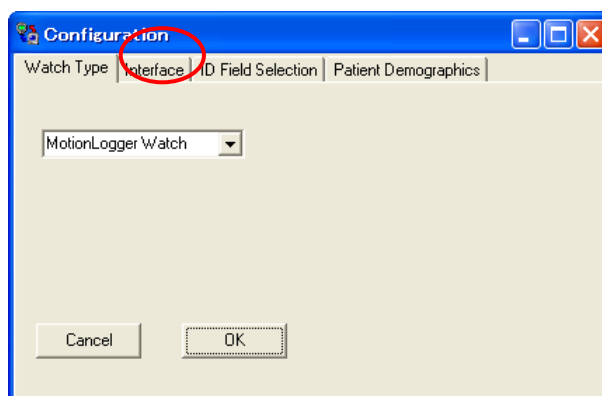 Configuration
Watch Type Interface ID Field Selection Patient Demographics
MotionLogger Watch
Cancel OK